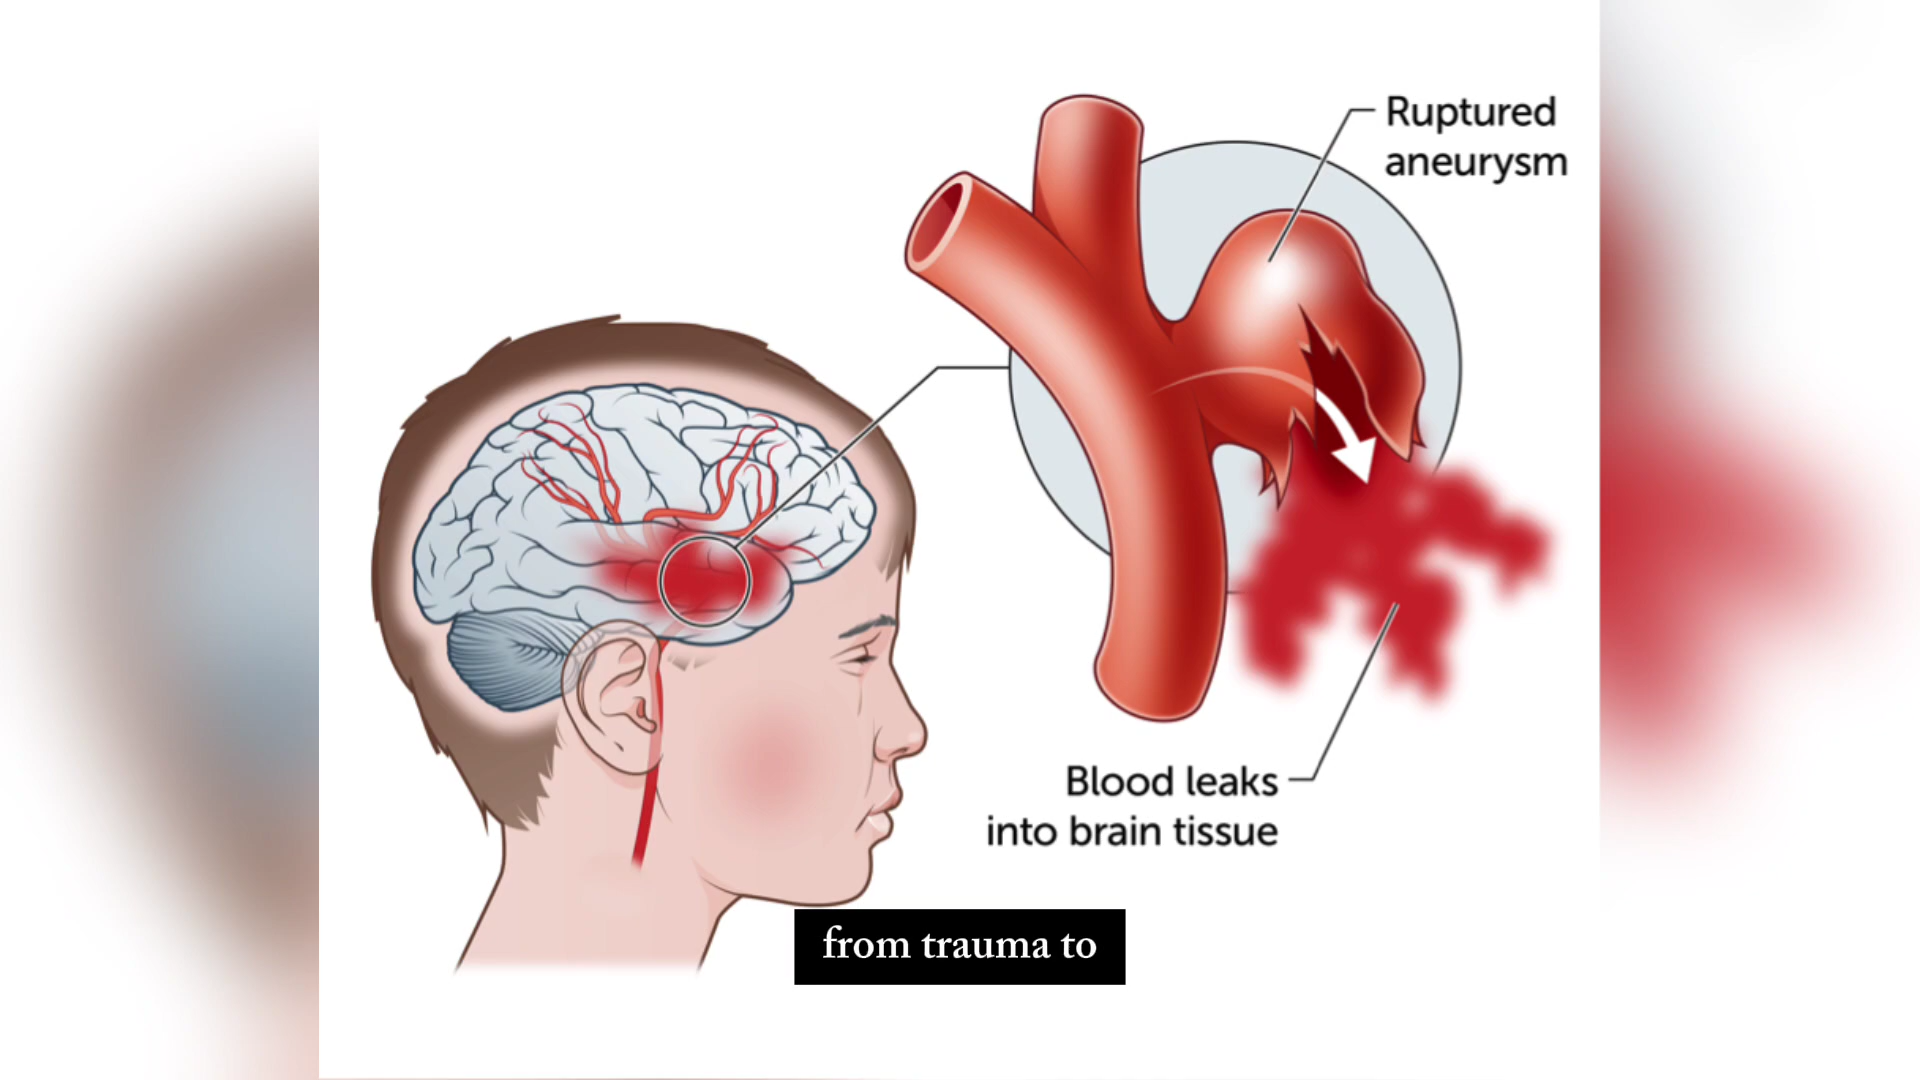 Ruptured
aneurysm
Blood leaks
into brain tissue
from trauma to